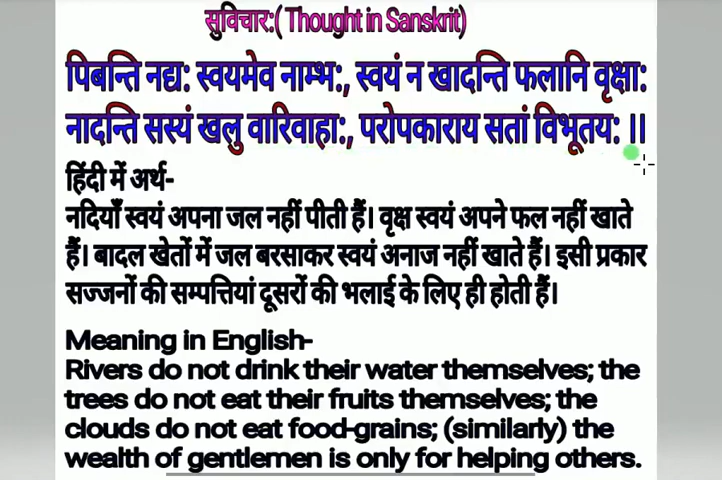 सुविचार:( Thought in Sanskrit)
पिबन्ति नद्य: स्वयमेव नाम्भ:, स्वयं न खादन्ति फलानि वृक्षा:
नादन्ति सस्यं खलु वारिवाहा:, परोपकाराय सतां विभूतय: ।।
हिंदी में अर्थ-
नदियाँ स्वयं अपना जल नहीं पीती हैं। वृक्ष स्वयं अपने फल नहीं खाते
हैं। बादल खेतों में जल बरसाकर स्वयं अनाज नहीं खाते हैं। इसी प्रकार
सज्जनों की सम्पत्तियां दूसरों की भलाई के लिए ही होती हैं।
Meaning in English-
Rivers do not drink their water themselves; the
trees do not eat their fruits themselves; the
clouds do not eat food-grains; (similarly) the
wealth of gentlemen is only for helping others.